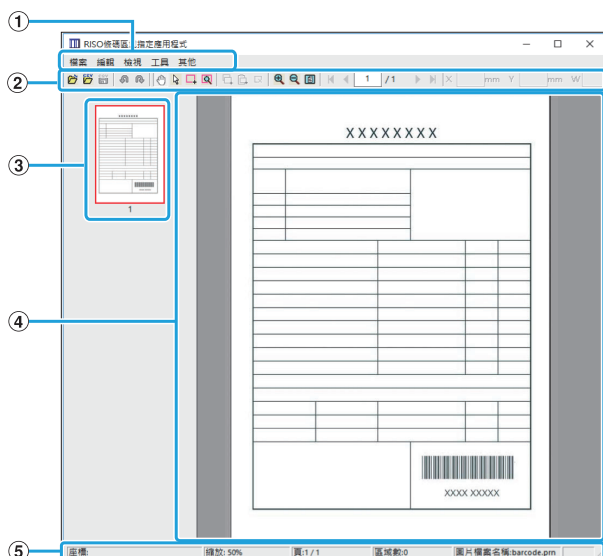 ①
RISO條碼區域指定應用程式
檔案 編輯 檢視 工具 其他
②
1 / 1 X mm Y mm W
③
1
XXXXXXXX
④
XXXX XXXXX
⑤
座標: 縮放: 50% 頁:1 / 1 區域數:0 圖片檔案名稱:barcode.prn